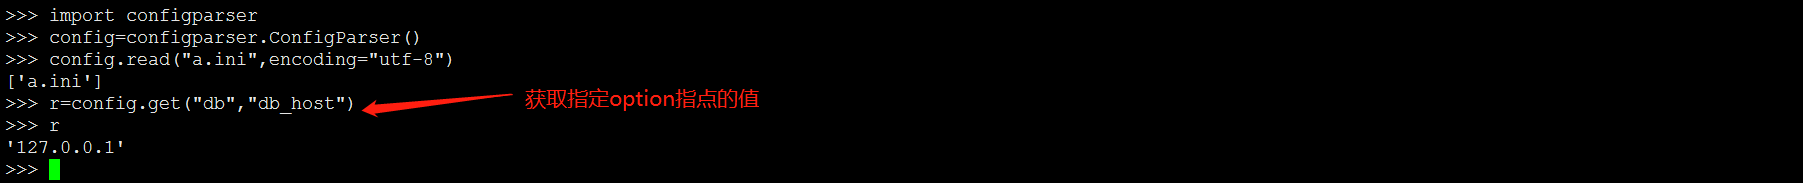 >>> import configparser
>>> config=configparser.ConfigParser()
>>> config.read("a.ini",encoding="utf-8")
['a.ini']
>>> r=config.get("db","db_host")
获取指定option指点的值
>>> r
'127.0.0.1'
>>>